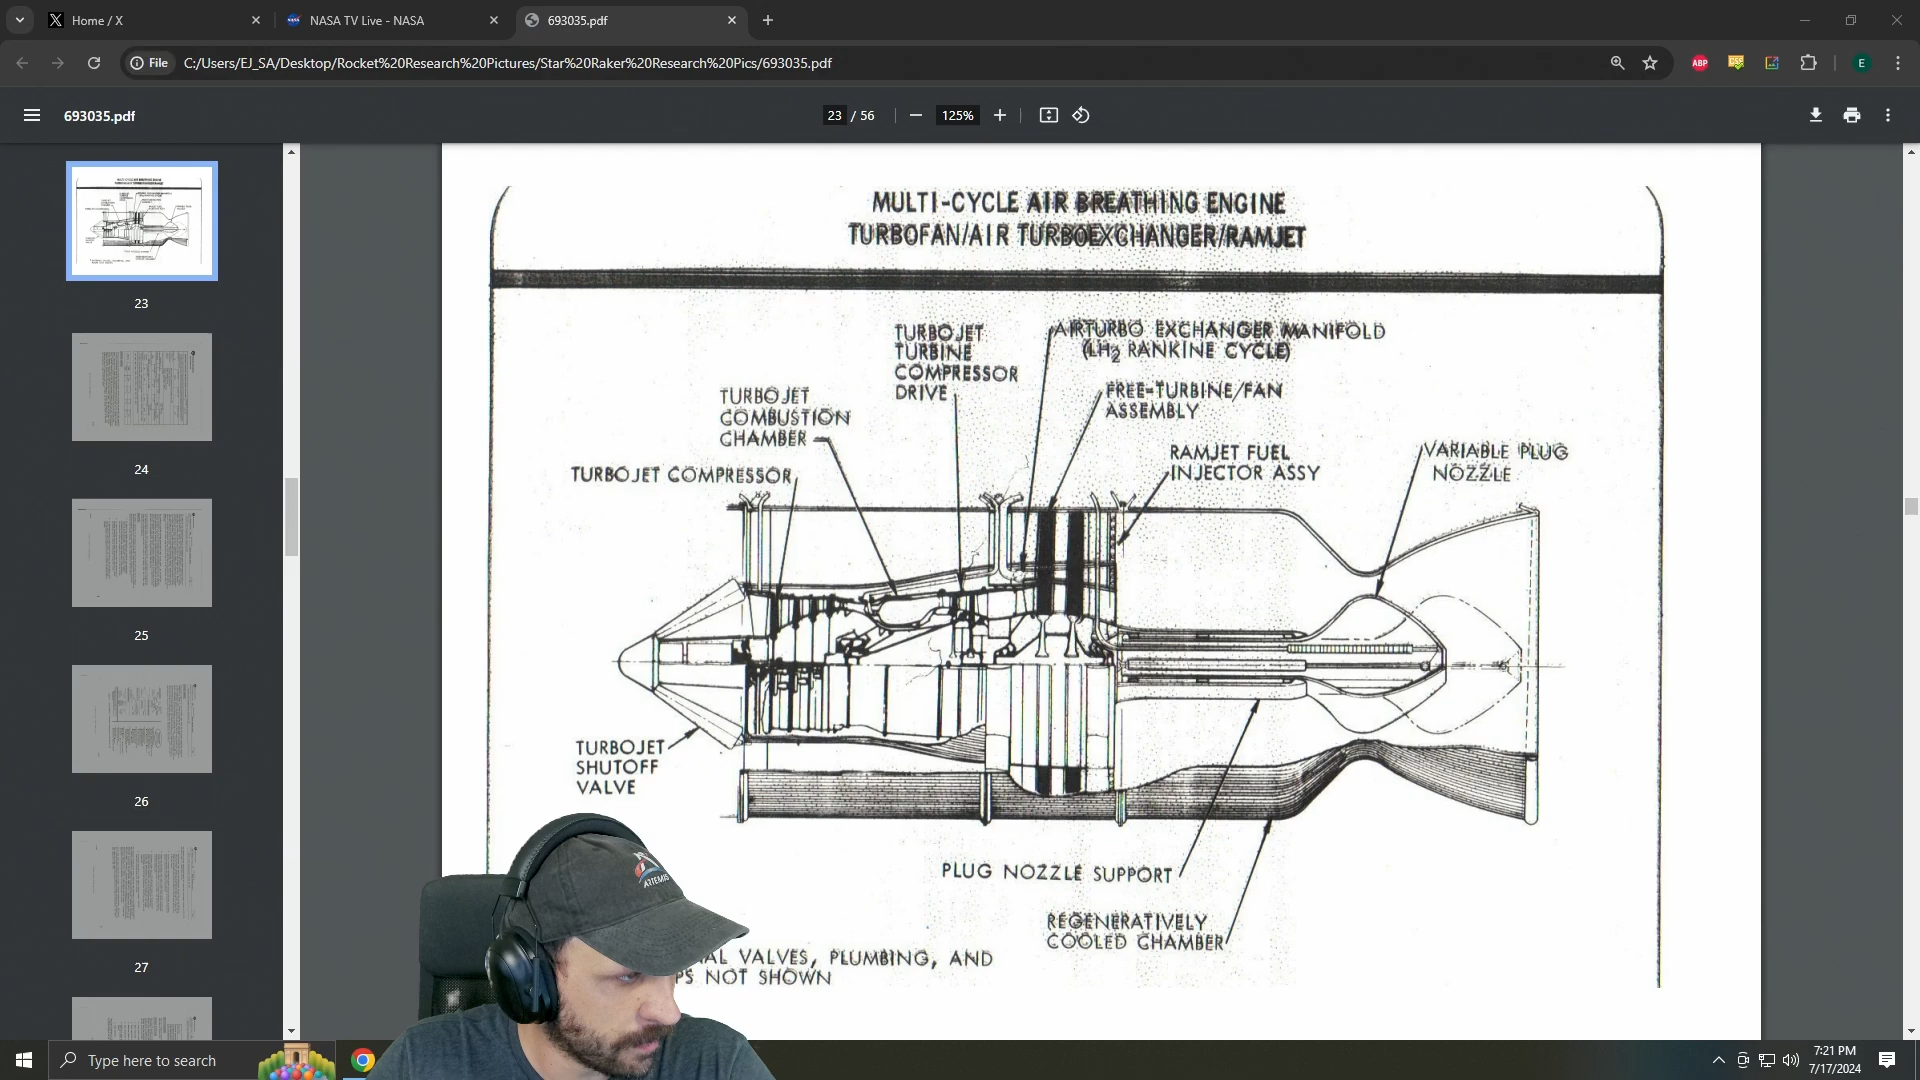 Home / X
NASA TV Live - NASA
693035.pdf
File
C:/Users/EJ_SA/Desktop/Rocket%20Research%20Pictures/Star%20Raker%20Research%20Pics/693035.pdf
ABP
E
693035.pdf
23 / 56
125%
23
24
25
26
27
MULTI-CYCLE AIR BREATHING ENGINE
TURBOFAN/AIR TURBOEXCHANGER/RAMJET
TURBOJET
TURBINE
COMPRESSOR
DRIVE
AIRTURBO EXCHANGER MANIFOLD
(LH2 RANKINE CYCLE)
TURBOJET
COMBUSTION
CHAMBER
FREE-TURBINE/FAN
ASSEMBLY
TURBOJET COMPRESSOR
RAMJET FUEL
INJECTOR ASSY
VARIABLE PLUG
NOZZLE
TURBOJET
SHUTOFF
VALVE
PLUG NOZZLE SUPPORT
REGENERATIVELY
COOLED CHAMBER
AL VALVES, PLUMBING, AND
PS NOT SHOWN
ARTEMIS
Type here to search
7:21 PM
7/17/2024